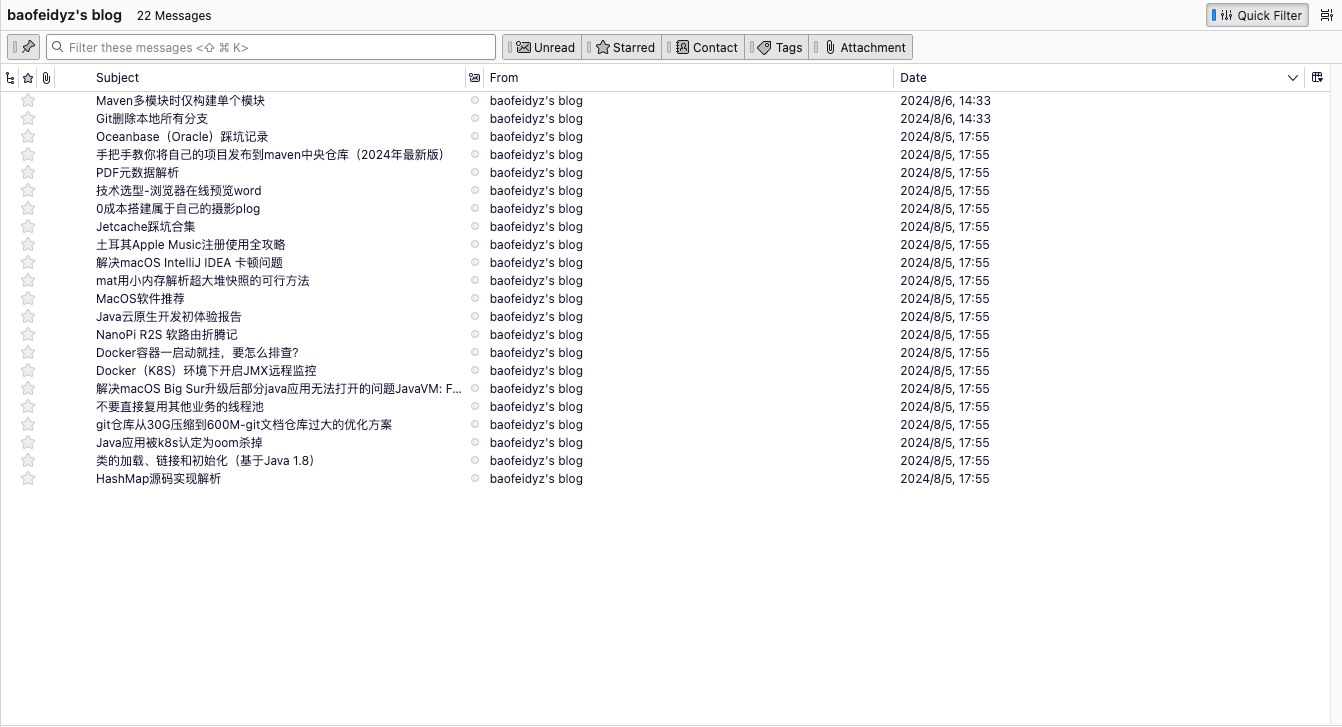 baofeidyz's blog 22 Messages Quick Filter
Filter these messages <⇧ ⌘ K> Unread Starred Contact Tags Attachment
Subject From Date
Maven多模块时仅构建单个模块 baofeidyz's blog 2024/8/6, 14:33
Git删除本地所有分支 baofeidyz's blog 2024/8/6, 14:33
Oceanbase（Oracle）踩坑记录 baofeidyz's blog 2024/8/5, 17:55
手把手教你将自己的项目发布到maven中央仓库（2024年最新版） baofeidyz's blog 2024/8/5, 17:55
PDF元数据解析 baofeidyz's blog 2024/8/5, 17:55
技术选型-浏览器在线预览word baofeidyz's blog 2024/8/5, 17:55
0成本搭建属于自己的摄影plog baofeidyz's blog 2024/8/5, 17:55
Jetcache踩坑合集 baofeidyz's blog 2024/8/5, 17:55
土耳其Apple Music注册使用全攻略 baofeidyz's blog 2024/8/5, 17:55
解决macOS IntelliJ IDEA 卡顿问题 baofeidyz's blog 2024/8/5, 17:55
mat用小内存解析超大堆快照的可行方法 baofeidyz's blog 2024/8/5, 17:55
MacOS软件推荐 baofeidyz's blog 2024/8/5, 17:55
Java云原生开发初体验报告 baofeidyz's blog 2024/8/5, 17:55
NanoPi R2S 软路由折腾记 baofeidyz's blog 2024/8/5, 17:55
Docker容器一启动就挂，要怎么排查? baofeidyz's blog 2024/8/5, 17:55
Docker（K8S）环境下开启JMX远程监控 baofeidyz's blog 2024/8/5, 17:55
解决macOS Big Sur升级后部分java应用无法打开的问题JavaVM: F... baofeidyz's blog 2024/8/5, 17:55
不要直接复用其他业务的线程池 baofeidyz's blog 2024/8/5, 17:55
git仓库从30G压缩到600M-git文档仓库过大的优化方案 baofeidyz's blog 2024/8/5, 17:55
Java应用被k8s认定为oom杀掉 baofeidyz's blog 2024/8/5, 17:55
类的加载、链接和初始化（基于Java 1.8） baofeidyz's blog 2024/8/5, 17:55
HashMap源码实现解析 baofeidyz's blog 2024/8/5, 17:55